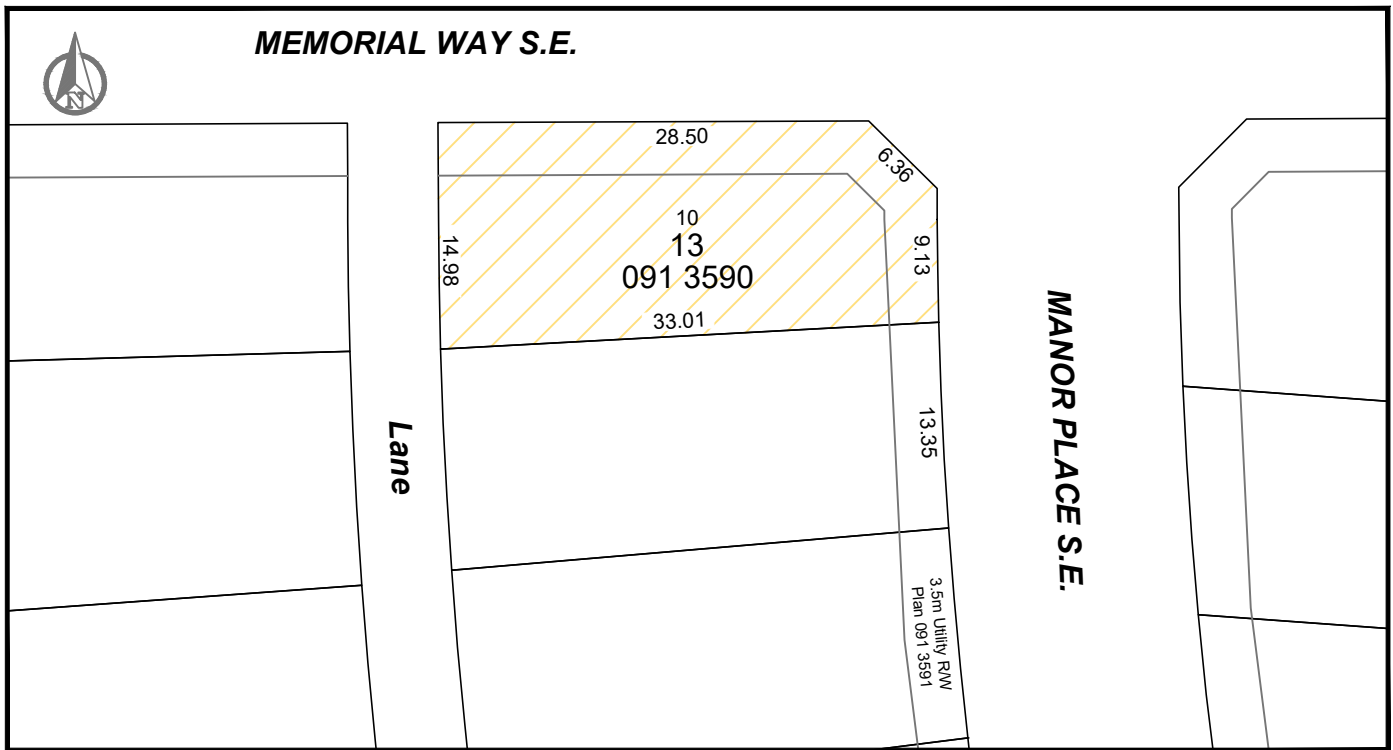 MEMORIAL WAY S.E.
N
28.50
6.36
10
13
091 3590
14.98
9.13
33.01
MANOR PLACE S.E.
13.35
Lane
3.5m Utility R/W
Plan 091 3591